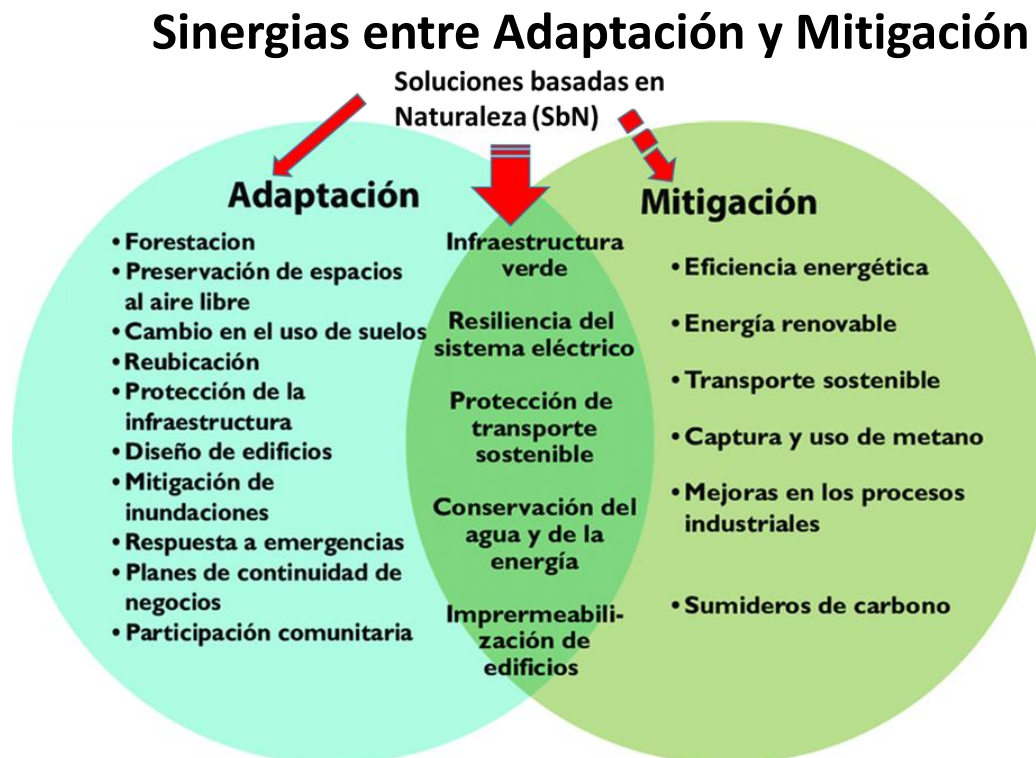 Sinergias entre Adaptación y Mitigación
Soluciones basadas en
Naturaleza (SbN)
Adaptación
• Forestacion
• Preservación de espacios
al aire libre
• Cambio en el uso de suelos
• Reubicación
• Protección de la
infraestructura
• Diseño de edificios
• Mitigación de
inundaciones
• Respuesta a emergencias
• Planes de continuidad de
negocios
• Participación comunitaria
Infraestructura
verde
Resiliencia del
sistema eléctrico
Protección de
transporte
sostenible
Conservación del
agua y de la
energía
Imprermeabili-
zación de
edificios
Mitigación
• Eficiencia energética
• Energía renovable
• Transporte sostenible
• Captura y uso de metano
• Mejoras en los procesos
industriales
• Sumideros de carbono